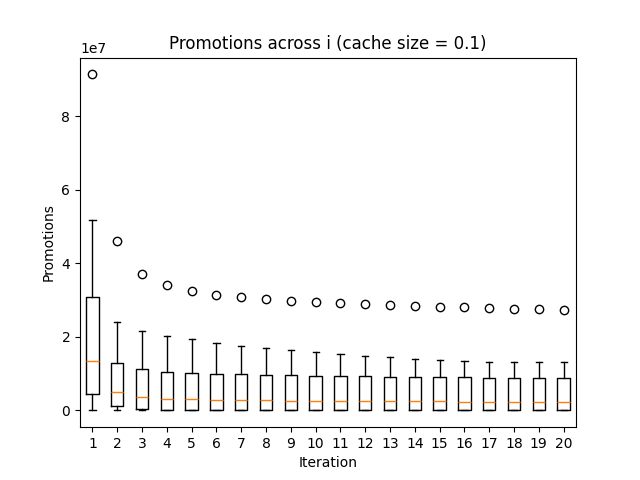 Promotions across i (cache size = 0.1)
1e7
8
6
4
2
0
Promotions
1 2 3 4 5 6 7 8 9 10 11 12 13 14 15 16 17 18 19 20
Iteration